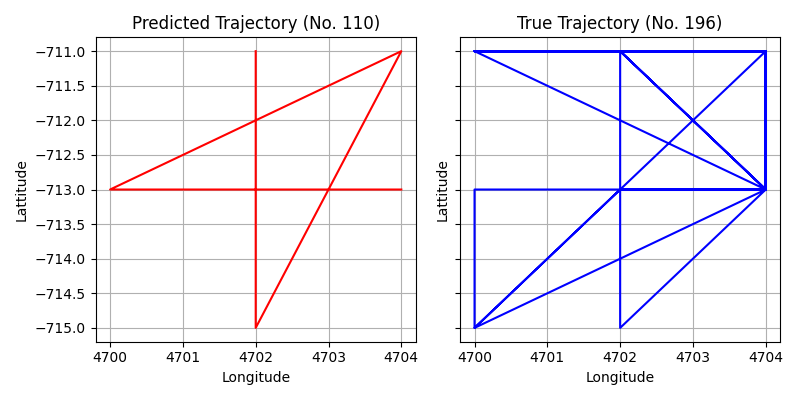 Predicted Trajectory (No. 110)
True Trajectory (No. 196)
Lattitude
−711.0
−711.5
−712.0
−712.5
−713.0
−713.5
−714.0
−714.5
−715.0
4700 4701 4702 4703 4704
Longitude
Lattitude
4700 4701 4702 4703 4704
Longitude